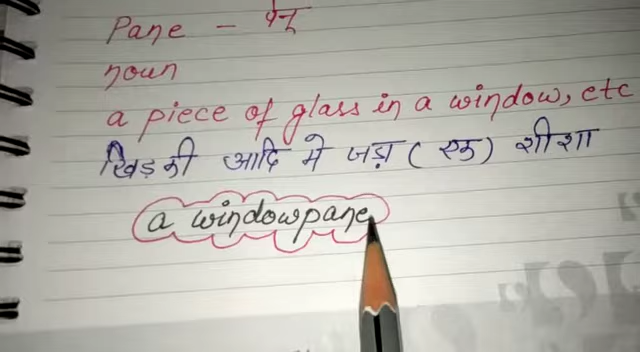 Pane - पेन्
noun
a piece of glass in a window, etc
खिड़की आदि मे जड़ा ( एक ) शीशा
a windowpane